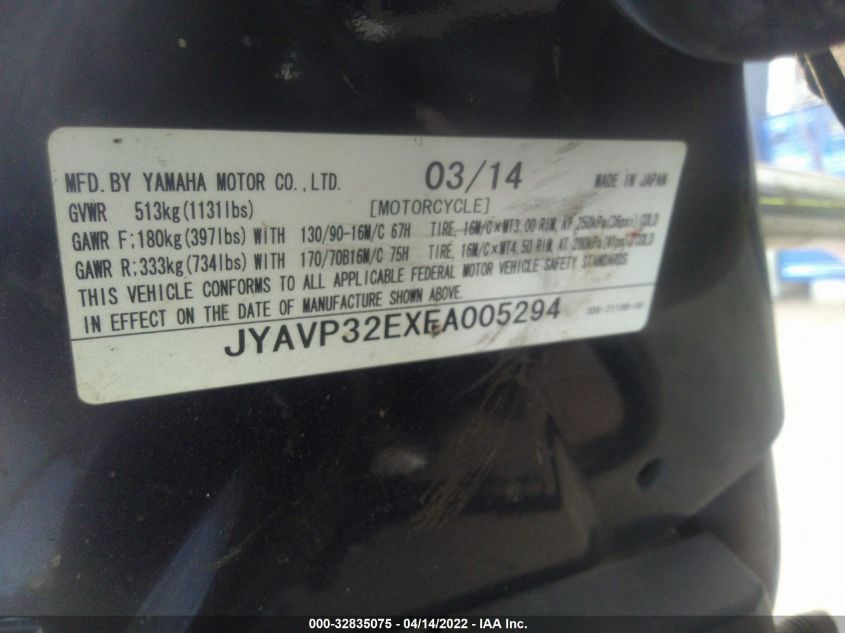 MFD. BY YAMAHA MOTOR CO., LTD. 03/14 MADE IN JAPAN
GVWR 513kg(1131lbs) [MOTORCYCLE]
GAWR F:180kg(397lbs) WITH 130/90-16M/C 67H TIRE, 16M/C×MT3.00 RIM, AT 250kPa(36psi) COLD
GAWR R:333kg(734lbs) WITH 170/70B16M/C 75H TIRE, 16M/C×MT4.50 RIM, AT 280kPa(41psi) COLD
THIS VEHICLE CONFORMS TO ALL APPLICABLE FEDERAL MOTOR VEHICLE SAFETY STANDARDS
IN EFFECT ON THE DATE OF MANUFACTURE SHOWN ABOVE.
JYAVP32EXEA005294
000-32835075 / 04/14/2022 - IAA Inc.